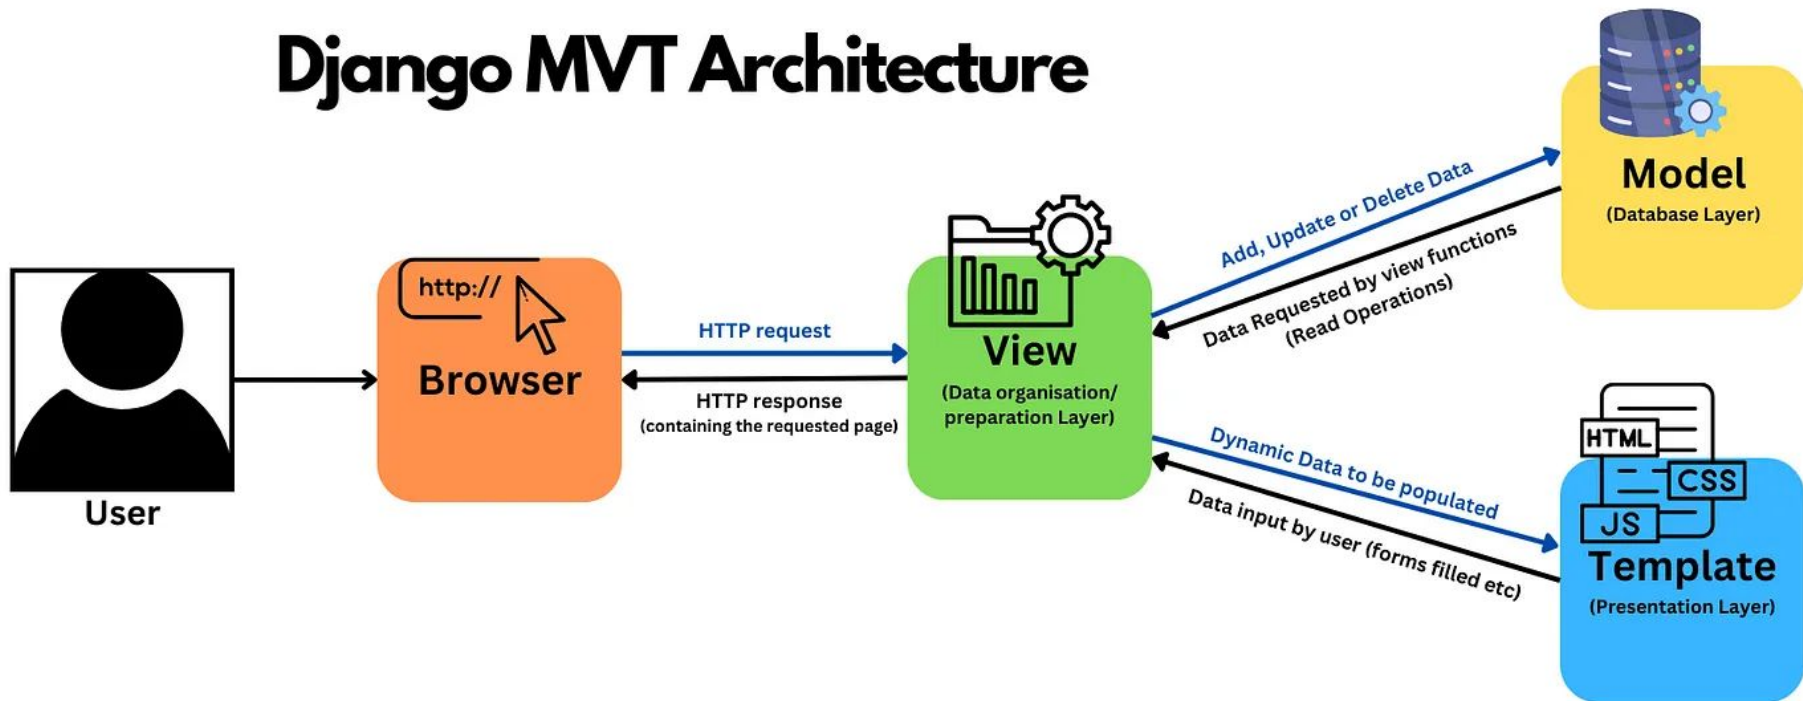 Django MVT Architecture
User
http://
Browser
HTTP request
HTTP response
(containing the requested page)
View
(Data organisation/
preparation Layer)
Add, Update or Delete Data
Data Requested by view functions
(Read Operations)
Model
(Database Layer)
Dynamic Data to be populated
Data input by user (forms filled etc)
HTML
CSS
JS
Template
(Presentation Layer)